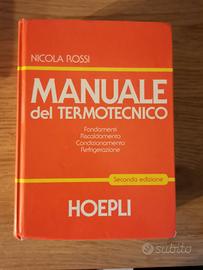 NICOLA ROSSI
MANUALE
del TERMOTECNICO
Fondamenti
Riscaldamento
Condizionamento
Refrigerazione
Seconda edizione
HOEPLI
subito